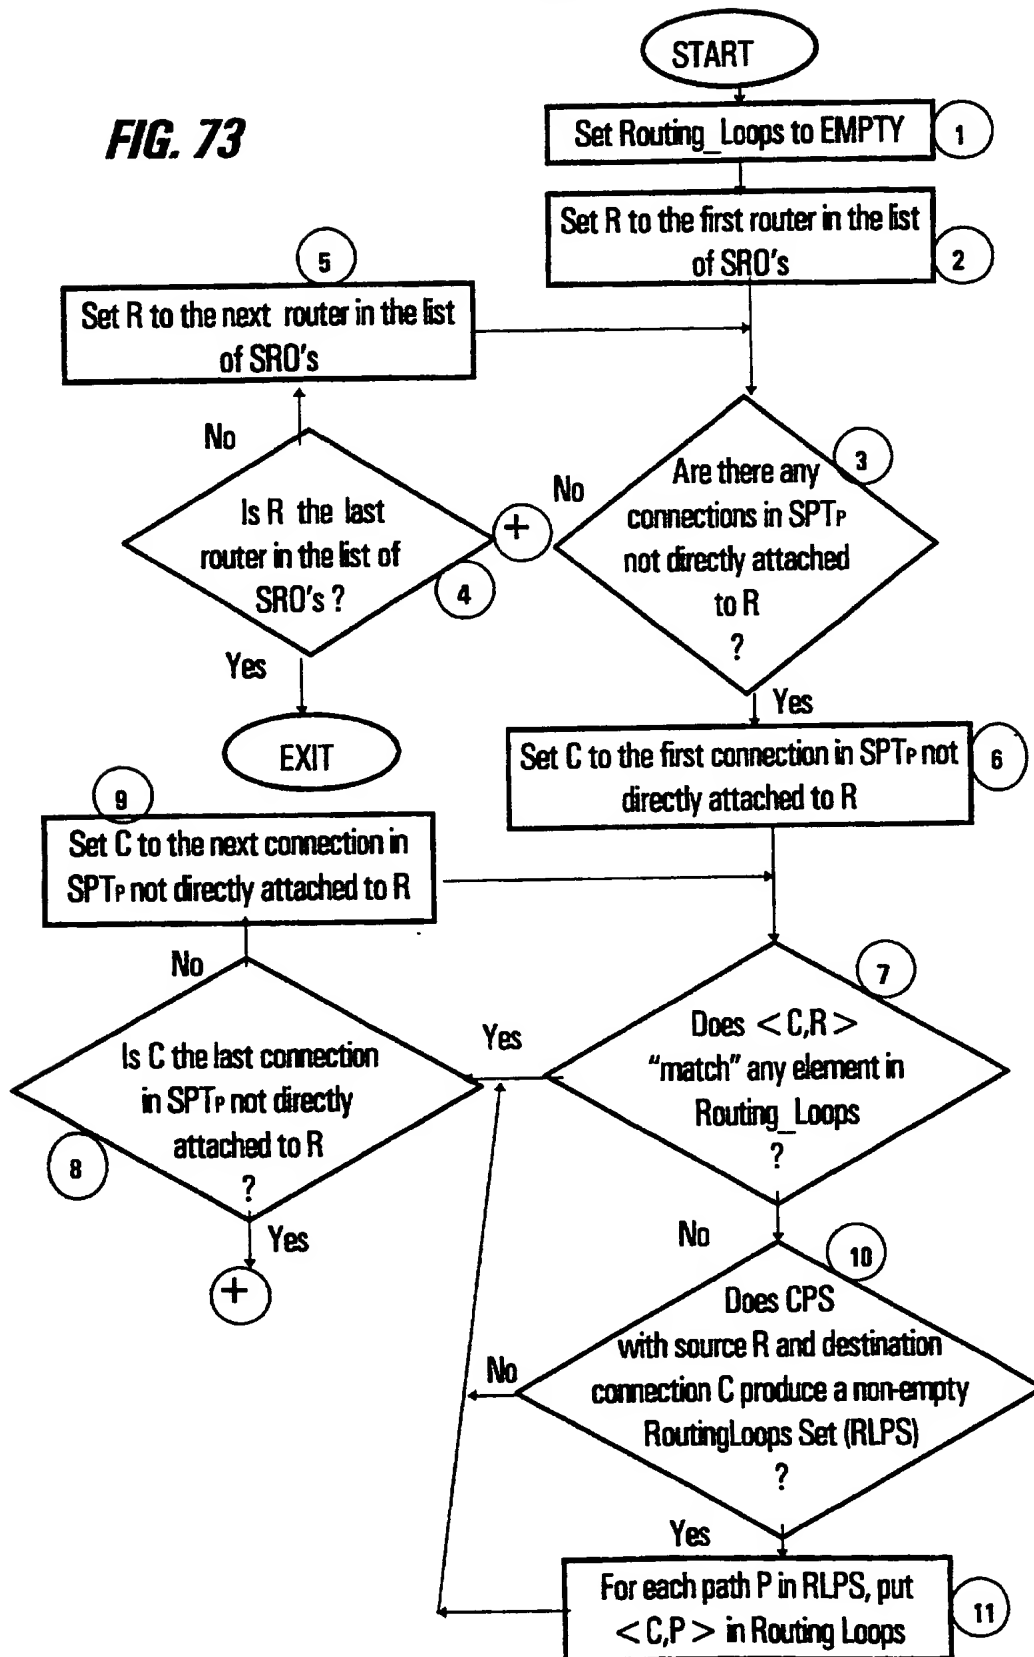 FIG. 73
START
Set Routing_Loops to EMPTY
1
Set R to the first router in the list
of SRO's
2
5
Set R to the next router in the list
of SRO's
No
Is R the last
router in the list of
SRO's ?
4
+
Yes
EXIT
3
No
Are there any
connections in SPTP
not directly attached
to R
?
Yes
Set C to the first connection in SPTP not
directly attached to R
6
9
Set C to the next connection in
SPTP not directly attached to R
No
Is C the last connection
in SPTP not directly
attached to R
?
8
Yes
+
7
Yes
Does <C,R>
"match" any element in
Routing_Loops
?
No
10
Does CPS
with source R and destination
connection C produce a non-empty
RoutingLoops Set (RLPS)
?
No
Yes
For each path P in RLPS, put
<C,P> in Routing Loops
11